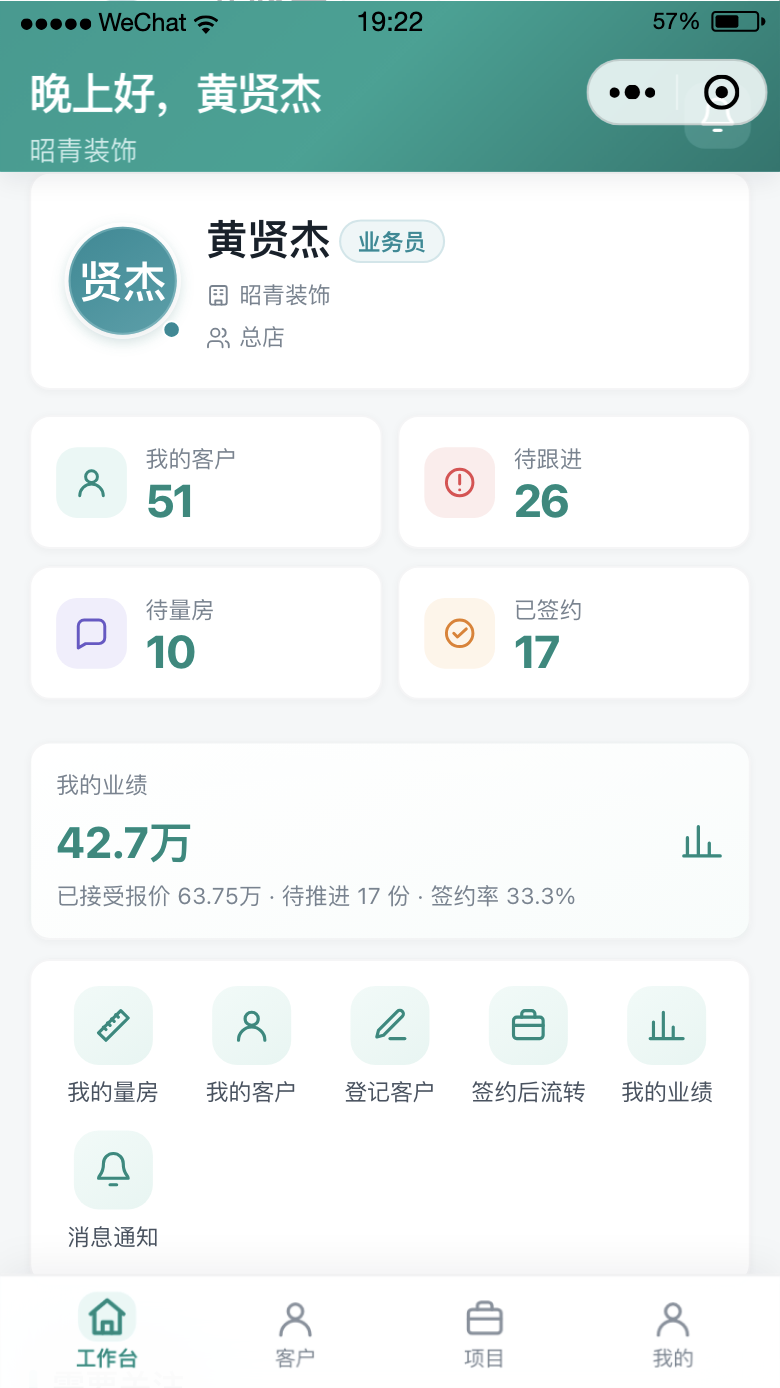 ●●●●● WeChat 19:22 57%
晚上好，黄贤杰
昭青装饰
贤杰
黄贤杰 业务员
昭青装饰
总店
我的客户
51
待跟进
26
待量房
10
已签约
17
我的业绩
42.7万
已接受报价 63.75万 · 待推进 17 份 · 签约率 33.3%
我的量房 我的客户 登记客户 签约后流转 我的业绩
消息通知
工作台 客户 项目 我的